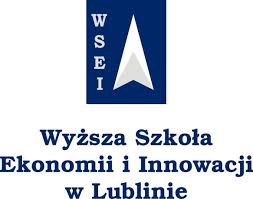 WSEI
Wyższa Szkoła
Ekonomii i Innowacji
w Lublinie